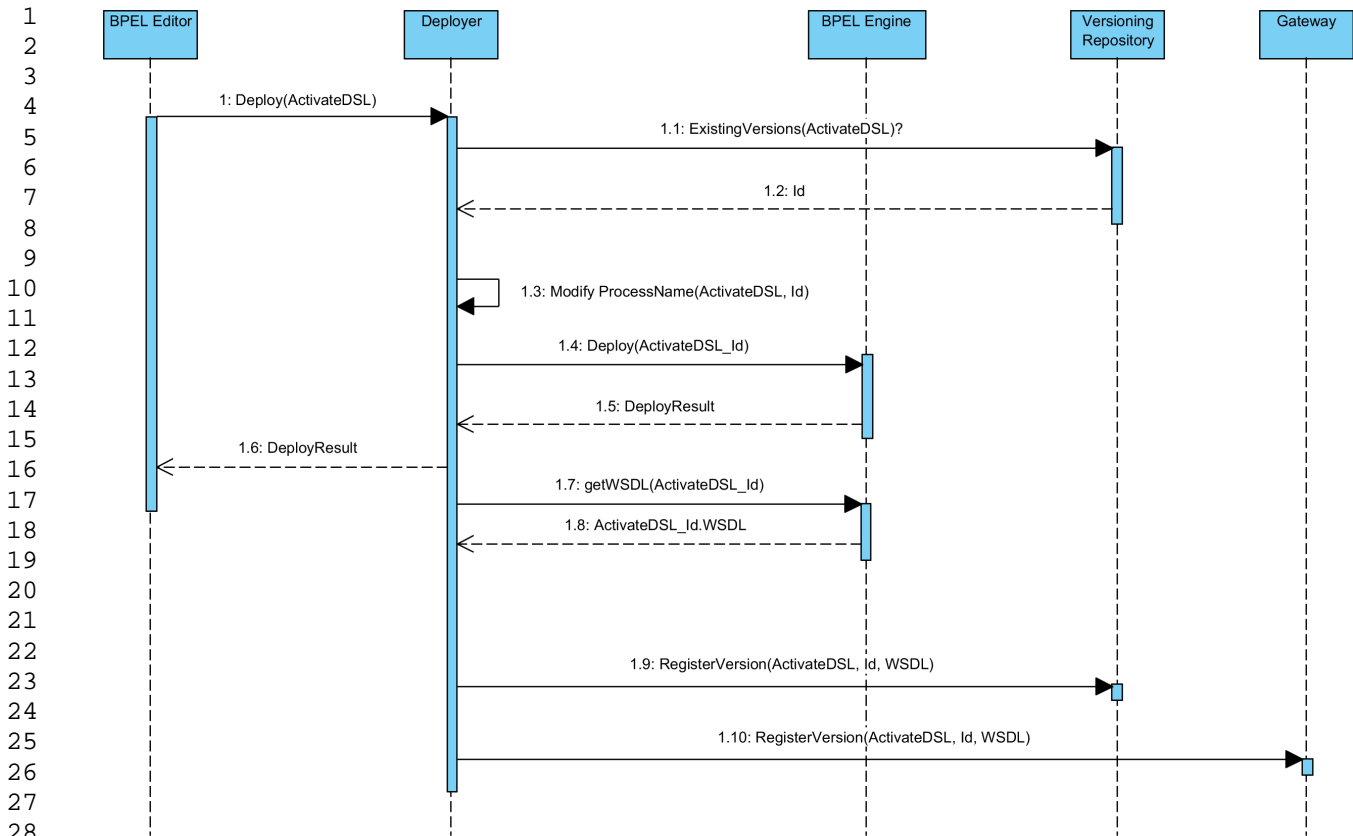 1
BPEL Editor
Deployer
BPEL Engine
Versioning
Repository
Gateway
2
3
4
1: Deploy(ActivateDSL)
5
1.1: ExistingVersions(ActivateDSL)?
6
7
1.2: Id
8
9
10
1.3: Modify ProcessName(ActivateDSL, Id)
11
12
1.4: Deploy(ActivateDSL_Id)
13
14
1.5: DeployResult
15
1.6: DeployResult
16
17
1.7: getWSDL(ActivateDSL_Id)
18
1.8: ActivateDSL_Id.WSDL
19
20
21
22
1.9: RegisterVersion(ActivateDSL, Id, WSDL)
23
24
25
1.10: RegisterVersion(ActivateDSL, Id, WSDL)
26
27
28